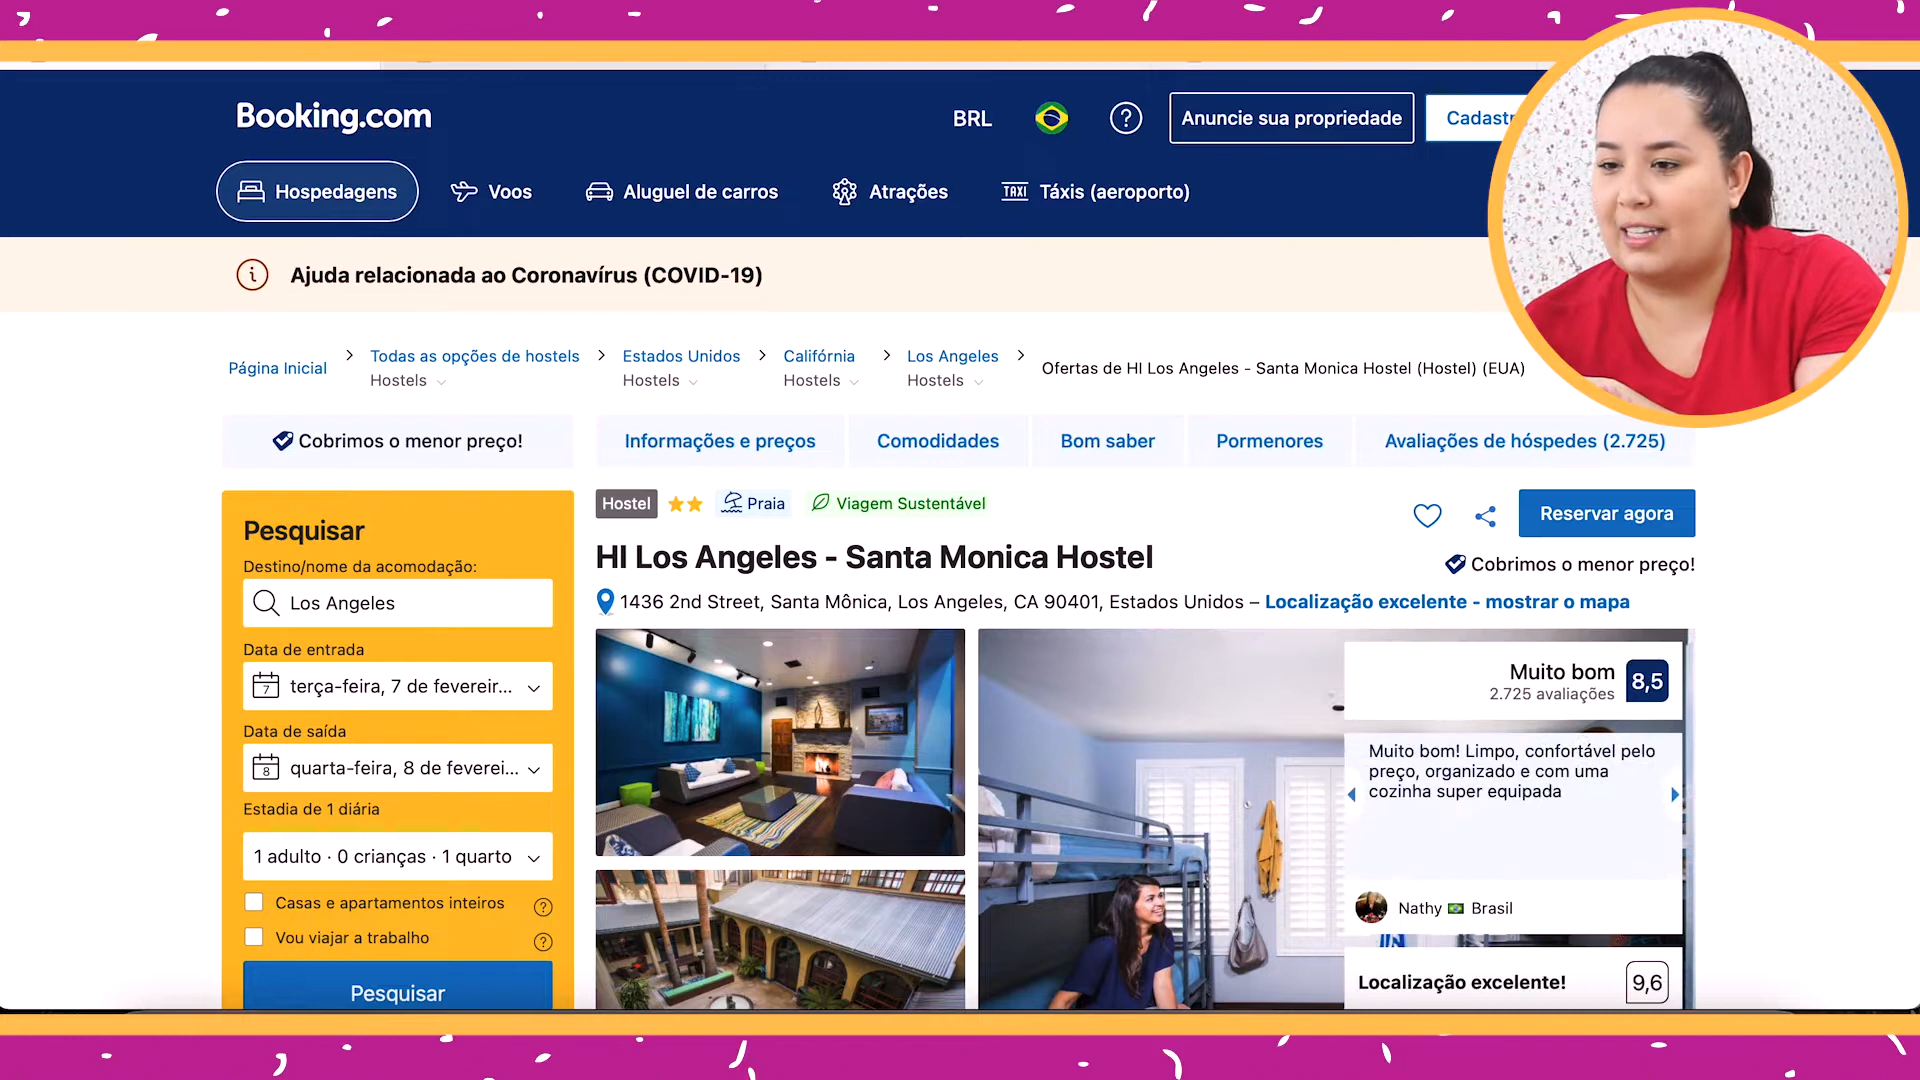 Booking.com
BRL
Anuncie sua propriedade
Hospedagens
Voos
Aluguel de carros
TAXI
Atrações
Táxis (aeroporto)
Ajuda relacionada ao Coronavírus (COVID-19)
Página Inicial
Todas as opções de hostels
Hostels
Estados Unidos
Hostels
Califórnia
Hostels
Los Angeles
Hostels
Ofertas de HI Los Angeles - Santa Monica Hostel (Hostel) (EUA)
Cobrimos o menor preço!
Informações e preços
Comodidades
Bom saber
Pormenores
Avaliações de hóspedes (2.725)
Pesquisar
Destino/nome da acomodação:
Los Angeles
Data de entrada
7
terça-feira, 7 de fevereir...
Data de saída
8
quarta-feira, 8 de feverei...
Estadia de 1 diária
1 adulto · 0 crianças · 1 quarto
Casas e apartamentos inteiros
?
Vou viajar a trabalho
?
Pesquisar
Hostel
Praia
Viagem Sustentável
Reservar agora
HI Los Angeles - Santa Monica Hostel
Cobrimos o menor preço!
1436 2nd Street, Santa Mônica, Los Angeles, CA 90401, Estados Unidos – Localização excelente - mostrar o mapa
Muito bom
2.725 avaliações
8,5
Muito bom! Limpo, confortável pelo
preço, organizado e com uma
cozinha super equipada
Nathy
Brasil
Localização excelente!
9,6